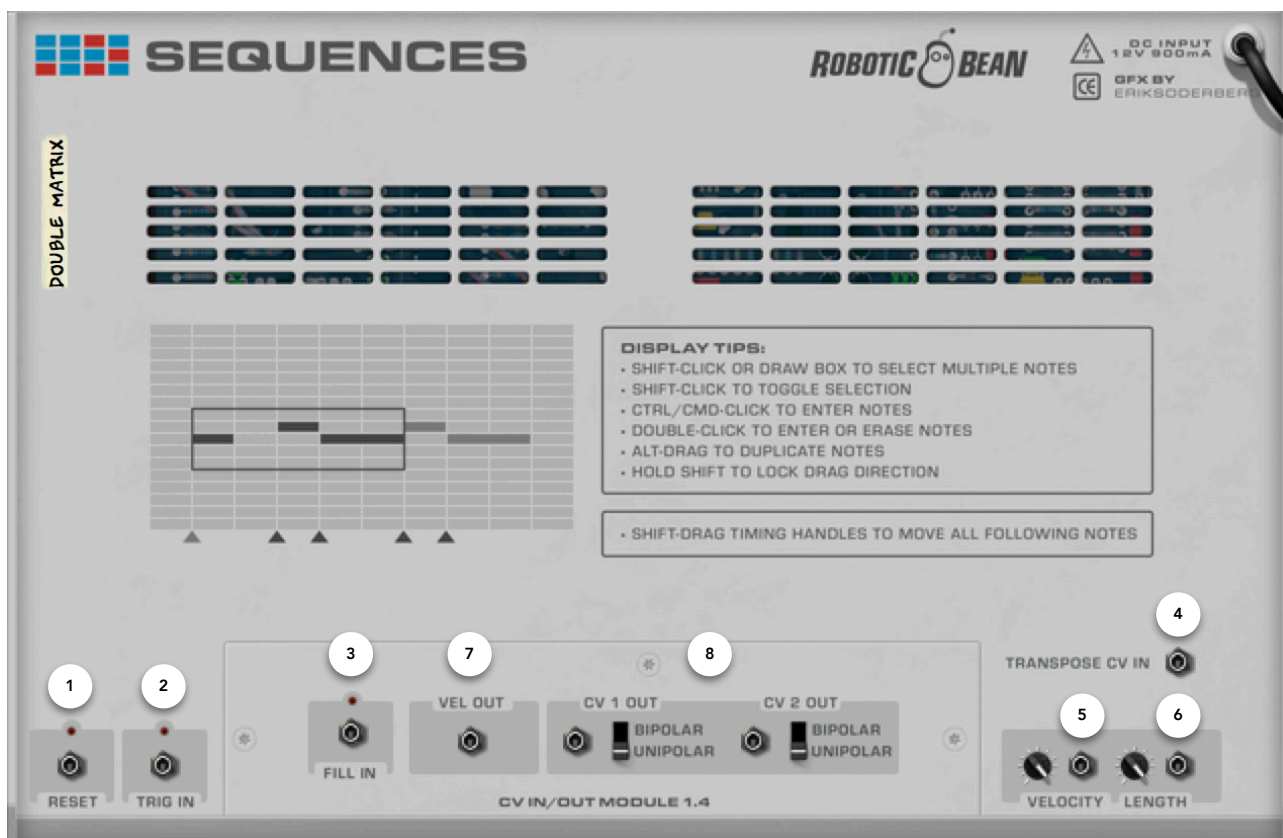 SEQUENCES
ROBOTIC BEAN
DC INPUT
12V 900mA
CE
GFX BY
ERIKSODERBERG
DOUBLE MATRIX
DISPLAY TIPS:
• SHIFT-CLICK OR DRAW BOX TO SELECT MULTIPLE NOTES
• SHIFT-CLICK TO TOGGLE SELECTION
• CTRL/CMD-CLICK TO ENTER NOTES
• DOUBLE-CLICK TO ENTER OR ERASE NOTES
• ALT-DRAG TO DUPLICATE NOTES
• HOLD SHIFT TO LOCK DRAG DIRECTION
• SHIFT-DRAG TIMING HANDLES TO MOVE ALL FOLLOWING NOTES
4
TRANSPOSE CV IN
1
RESET
2
TRIG IN
3
FILL IN
7
VEL OUT
8
CV 1 OUT
BIPOLAR
UNIPOLAR
CV 2 OUT
BIPOLAR
UNIPOLAR
CV IN/OUT MODULE 1.4
5
VELOCITY
6
LENGTH